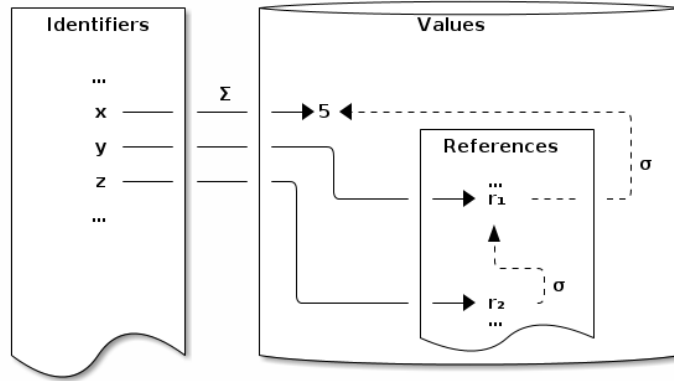 Identifiers
Values
...
x
Σ
5
y
References
σ
z
...
r₁
...
σ
r₂
...